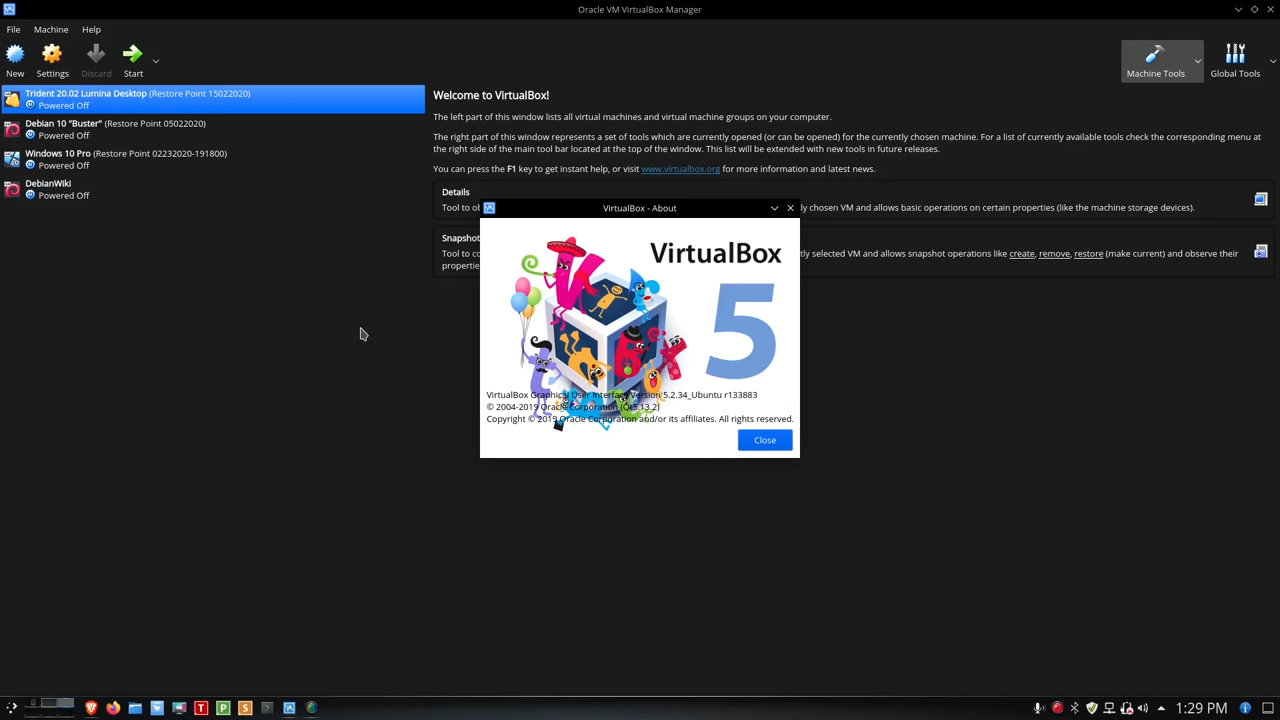 Oracle VM VirtualBox Manager
File Machine Help
New Settings Discard Start
Machine Tools Global Tools
Trident 20.02 Lumina Desktop (Restore Point 15022020)
Powered Off
Debian 10 "Buster" (Restore Point 05022020)
Powered Off
Windows 10 Pro (Restore Point 02232020-191800)
Powered Off
DebianWiki
Powered Off
Welcome to VirtualBox!
The left part of this window lists all virtual machines and virtual machine groups on your computer.
The right part of this window represents a set of tools which are currently opened (or can be opened) for the currently chosen machine. For a list of currently available tools check the corresponding menu at
the right side of the main tool bar located at the top of the window. This list will be extended with new tools in future releases.
You can press the F1 key to get instant help, or visit www.virtualbox.org for more information and latest news.
Details
Tool to ob
ly chosen VM and allows basic operations on certain properties (like the machine storage devices).
Snapshot
Tool to co
tly selected VM and allows snapshot operations like create, remove, restore (make current) and observe their
properti
VirtualBox - About
VirtualBox
5
VirtualBox Graphical User Interface Version 5.2.34_Ubuntu r133883
© 2004-2019 Oracle Corporation (Qt5.13.2)
Copyright © 2019 Oracle Corporation and/or its affiliates. All rights reserved.
Close
T P S
1:29 PM